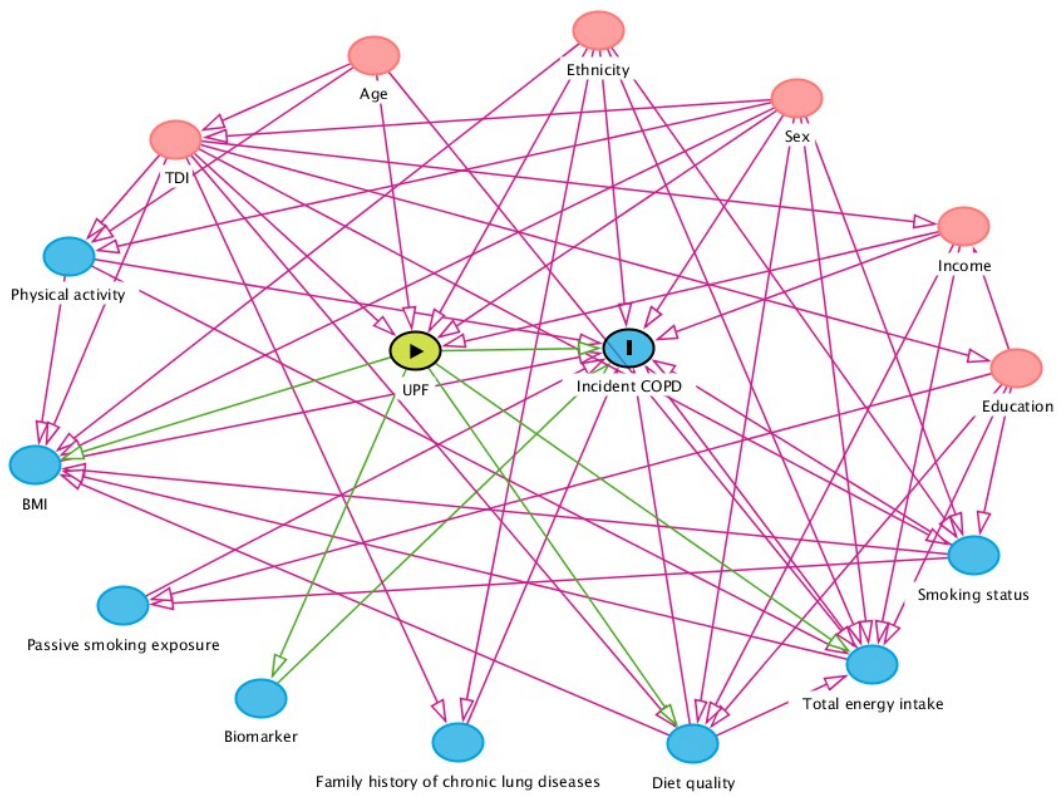 Ethnicity
Age
Sex
TDI
Income
Physical activity
UPF
Incident COPD
Education
BMI
Smoking status
Passive smoking exposure
Total energy intake
Biomarker
Family history of chronic lung diseases
Diet quality